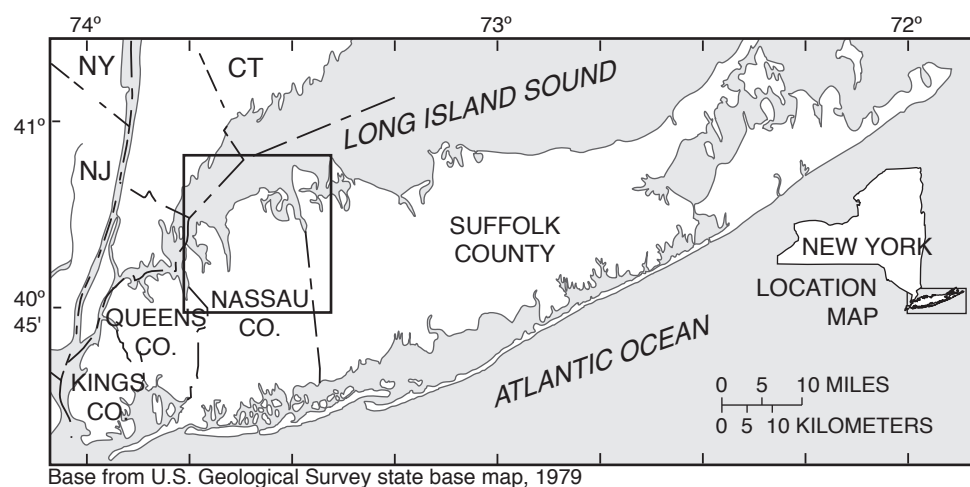 74º
73º
72º
NY
CT
LONG ISLAND SOUND
41º
NJ
SUFFOLK
COUNTY
NEW YORK
LOCATION
MAP
40º
45'
NASSAU
CO.
QUEENS
CO.
ATLANTIC OCEAN
KINGS
CO.
0 5 10 MILES
0 5 10 KILOMETERS
Base from U.S. Geological Survey state base map, 1979